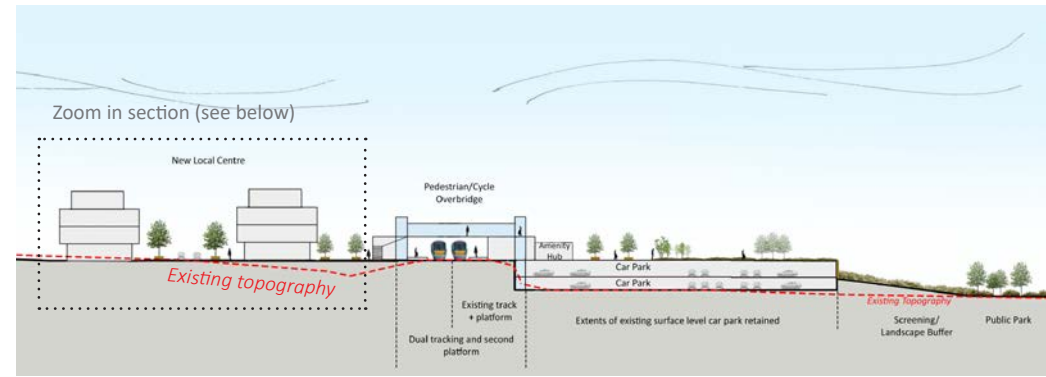 Zoom in section (see below)
New Local Centre
Pedestrian/Cycle
Overbridge
Amenity
Hub
Car Park
Car Park
Existing topography
Existing Topography
Existing track
+ platform
Dual tracking and second
platform
Extents of existing surface level car park retained
Screening/
Landscape Buffer
Public Park